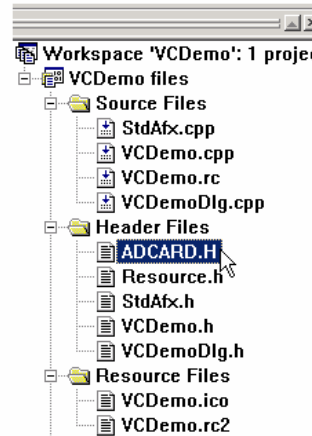 Workspace 'VCDemo': 1 projec
VCDemo files
Source Files
StdAfx.cpp
VCDemo.cpp
VCDemo.rc
VCDemoDlg.cpp
Header Files
ADCARD.H
Resource.h
StdAfx.h
VCDemo.h
VCDemoDlg.h
Resource Files
VCDemo.ico
VCDemo.rc2